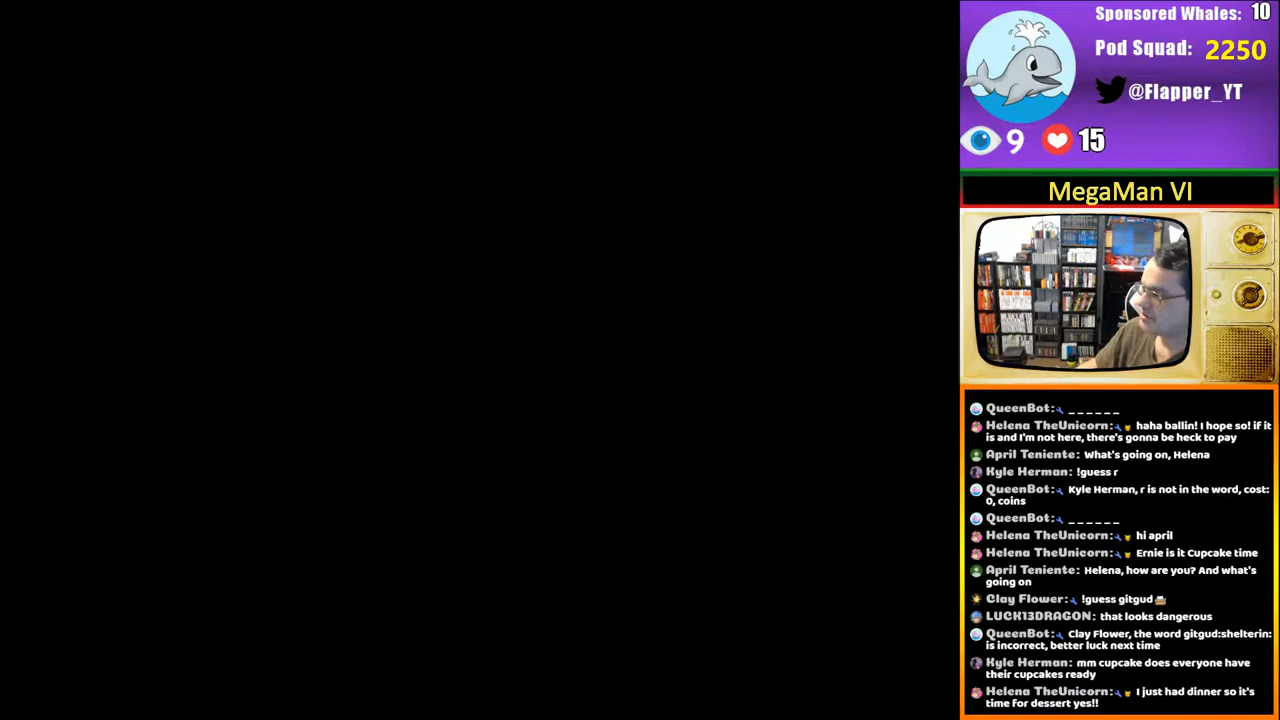 Sponsored Whales: 10
Pod Squad: 2250
@Flapper_YT
9 15
MegaMan VI
QueenBot: _ _ _ _ _ _
Helena TheUnicorn: haha ballin! I hope so! if it
is and I'm not here, there's gonna be heck to pay
April Teniente: What's going on, Helena
Kyle Herman: !guess r
QueenBot: Kyle Herman, r is not in the word, cost:
0, coins
QueenBot: _ _ _ _ _ _
Helena TheUnicorn: hi april
Helena TheUnicorn: Ernie is it Cupcake time
April Teniente: Helena, how are you? And what's
going on
Clay Flower: !guess gitgud
LUCK13DRAGON: that looks dangerous
QueenBot: Clay Flower, the word gitgud:shelterin:
is incorrect, better luck next time
Kyle Herman: mm cupcake does everyone have
their cupcakes ready
Helena TheUnicorn: I just had dinner so it's
time for dessert yes!!